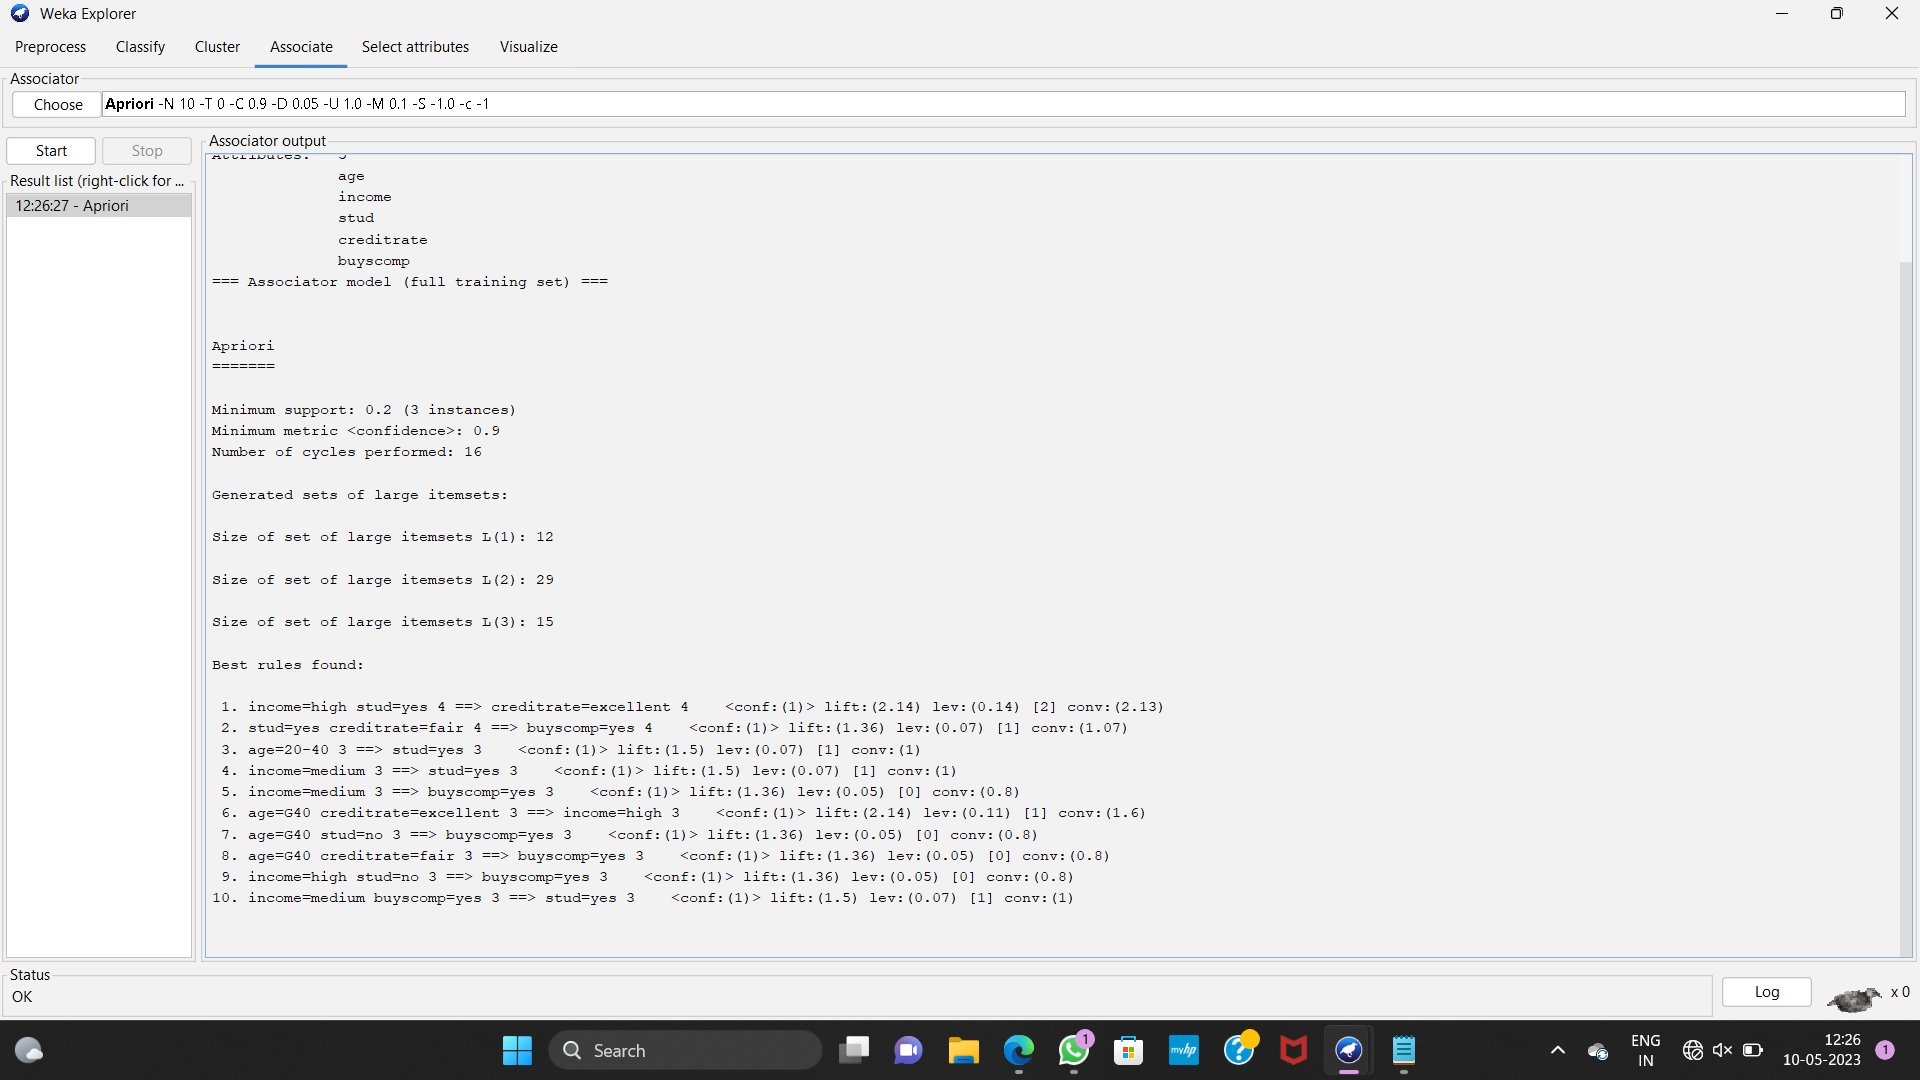 Weka Explorer
Preprocess Classify Cluster Associate Select attributes Visualize
Associator
Choose Apriori -N 10 -T 0 -C 0.9 -D 0.05 -U 1.0 -M 0.1 -S -1.0 -c -1
Start Stop
Result list (right-click for ...
12:26:27 - Apriori
Associator output
Attributes: 5
age
income
stud
creditrate
buyscomp
=== Associator model (full training set) ===
Apriori
=======
Minimum support: 0.2 (3 instances)
Minimum metric <confidence>: 0.9
Number of cycles performed: 16
Generated sets of large itemsets:
Size of set of large itemsets L(1): 12
Size of set of large itemsets L(2): 29
Size of set of large itemsets L(3): 15
Best rules found:
1. income=high stud=yes 4 ==> creditrate=excellent 4 <conf:(1)> lift:(2.14) lev:(0.14) [2] conv:(2.13)
2. stud=yes creditrate=fair 4 ==> buyscomp=yes 4 <conf:(1)> lift:(1.36) lev:(0.07) [1] conv:(1.07)
3. age=20-40 3 ==> stud=yes 3 <conf:(1)> lift:(1.5) lev:(0.07) [1] conv:(1)
4. income=medium 3 ==> stud=yes 3 <conf:(1)> lift:(1.5) lev:(0.07) [1] conv:(1)
5. income=medium 3 ==> buyscomp=yes 3 <conf:(1)> lift:(1.36) lev:(0.05) [0] conv:(0.8)
6. age=G40 creditrate=excellent 3 ==> income=high 3 <conf:(1)> lift:(2.14) lev:(0.11) [1] conv:(1.6)
7. age=G40 stud=no 3 ==> buyscomp=yes 3 <conf:(1)> lift:(1.36) lev:(0.05) [0] conv:(0.8)
8. age=G40 creditrate=fair 3 ==> buyscomp=yes 3 <conf:(1)> lift:(1.36) lev:(0.05) [0] conv:(0.8)
9. income=high stud=no 3 ==> buyscomp=yes 3 <conf:(1)> lift:(1.36) lev:(0.05) [0] conv:(0.8)
10. income=medium buyscomp=yes 3 ==> stud=yes 3 <conf:(1)> lift:(1.5) lev:(0.07) [1] conv:(1)
Status
OK
Log
x 0
Search
1
myhp
?
ENG
IN
12:26
10-05-2023
1